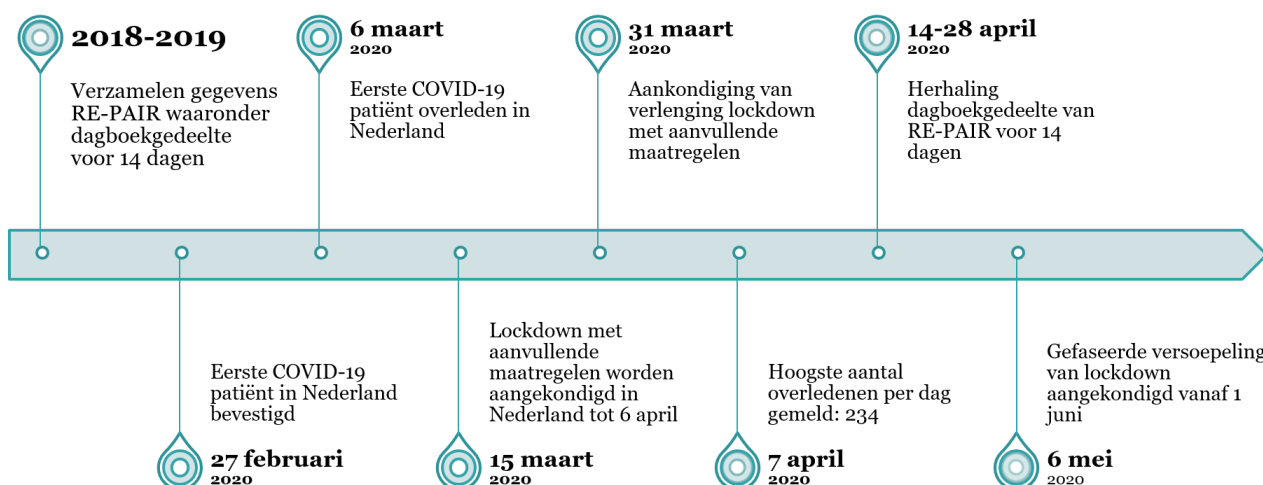 2018-2019
Verzamelen gegevens
RE-PAIR waaronder
dagboekgedeelte
voor 14 dagen
6 maart
2020
Eerste COVID-19
patiënt overleden in
Nederland
31 maart
2020
Aankondiging van
verlenging lockdown
met aanvullende
maatregelen
14-28 april
2020
Herhaling
dagboekgedeelte van
RE-PAIR voor 14
dagen
Eerste COVID-19
patiënt in Nederland
bevestigd
27 februari
2020
Lockdown met
aanvullende
maatregelen worden
aangekondigd in
Nederland tot 6 april
15 maart
2020
Hoogste aantal
overledenen per dag
gemeld: 234
7 april
2020
Gefaseerde versoepeling
van lockdown
aangekondigd vanaf 1
juni
6 mei
2020